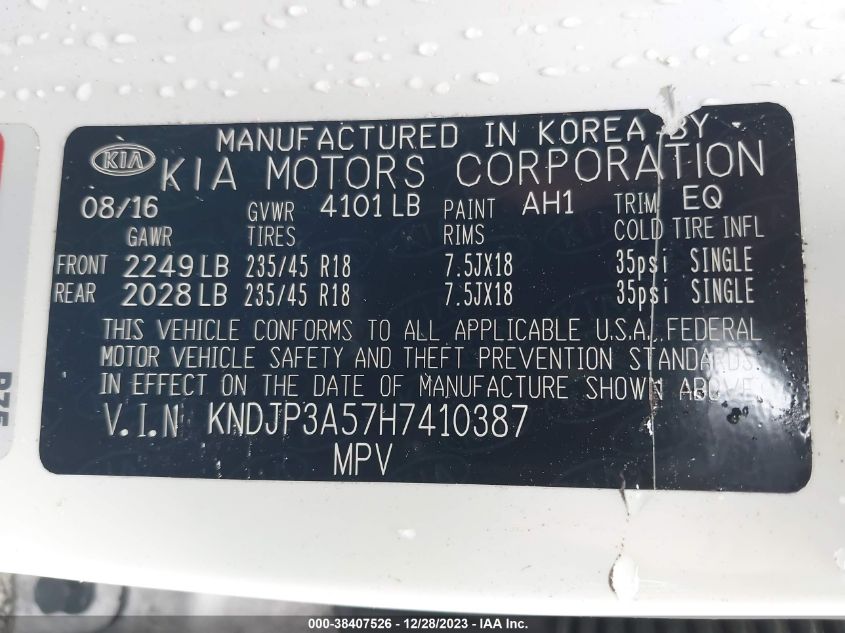 MANUFACTURED IN KOREA BY
KIA KIA MOTORS CORPORATION
08/16 GVWR 4101 LB PAINT AH1 TRIM EQ
GAWR TIRES RIMS COLD TIRE INFL
FRONT 2249 LB 235/45 R18 7.5JX18 35psi SINGLE
REAR 2028 LB 235/45 R18 7.5JX18 35psi SINGLE
THIS VEHICLE CONFORMS TO ALL APPLICABLE U.S.A. FEDERAL
MOTOR VEHICLE SAFETY AND THEFT PREVENTION STANDARDS
IN EFFECT ON THE DATE OF MANUFACTURE SHOWN ABOVE.
V.I.N KNDJP3A57H7410387
MPV
000-38407526 - 12/28/2023 - IAAI Chicago-South